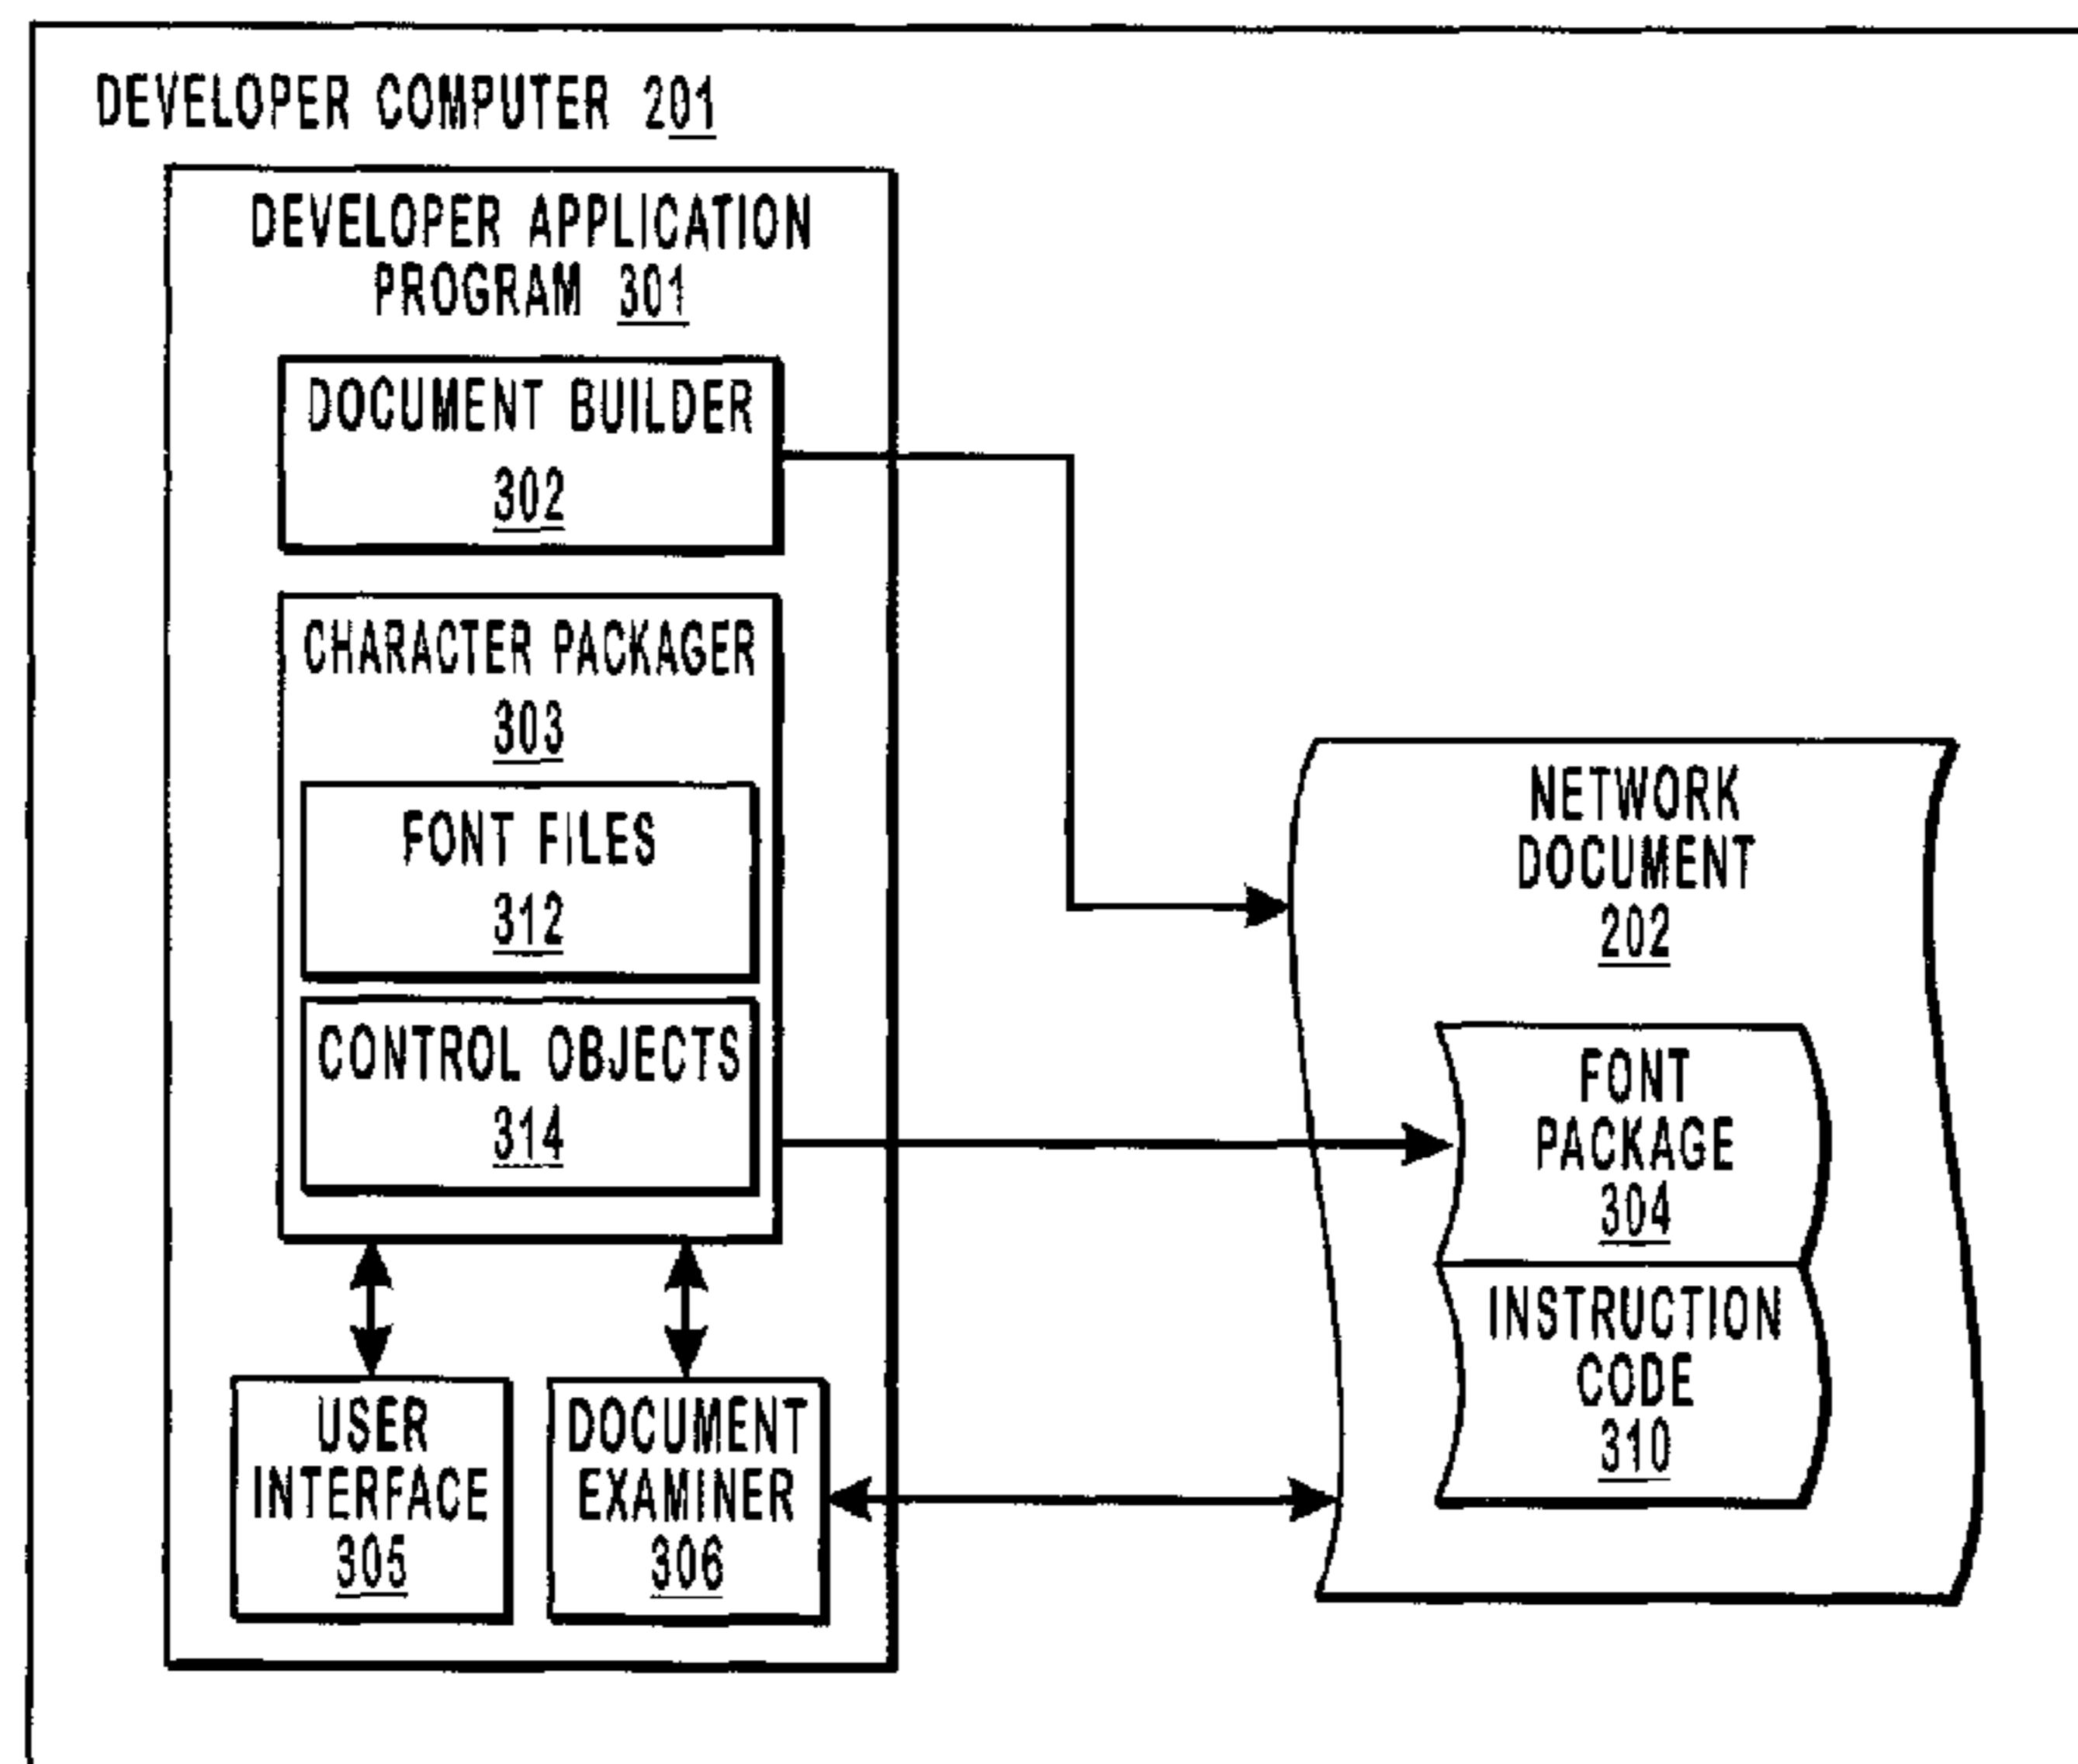 DEVELOPER COMPUTER 201
DEVELOPER APPLICATION
PROGRAM 301
DOCUMENT BUILDER
302
CHARACTER PACKAGER
303
FONT FILES
312
CONTROL OBJECTS
314
USER
INTERFACE
305
DOCUMENT
EXAMINER
306
NETWORK
DOCUMENT
202
FONT
PACKAGE
304
INSTRUCTION
CODE
310